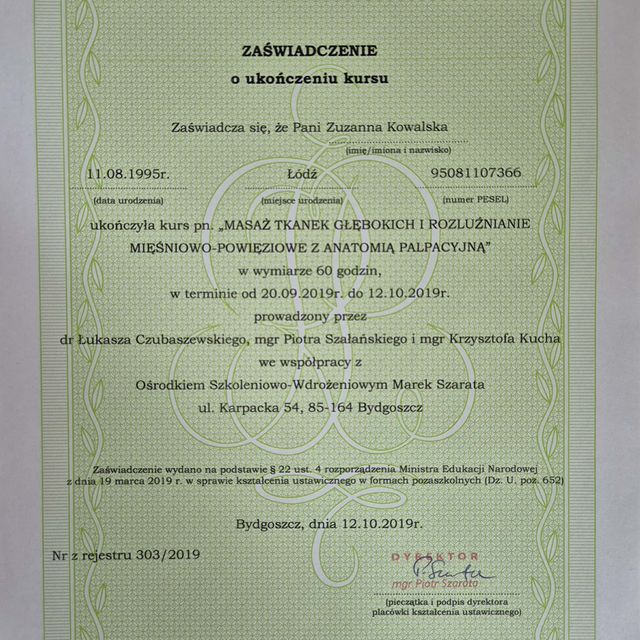 ZAŚWIADCZENIE
o ukończeniu kursu
Zaświadcza się, że Pani Zuzanna Kowalska
(imię/imiona i nazwisko)
11.08.1995r. Łódź 95081107366
(data urodzenia) (miejsce urodzenia) (numer PESEL)
ukończyła kurs pn. „MASAŻ TKANEK GŁĘBOKICH I ROZLUŹNIANIE
MIĘŚNIOWO-POWIĘZIOWE Z ANATOMIĄ PALPACYJNĄ”
w wymiarze 60 godzin,
w terminie od 20.09.2019r. do 12.10.2019r.
prowadzony przez
dr Łukasza Czubaszewskiego, mgr Piotra Szałańskiego i mgr Krzysztofa Kucha
we współpracy z
Ośrodkiem Szkoleniowo-Wdrożeniowym Marek Szarata
ul. Karpacka 54, 85-164 Bydgoszcz
Zaświadczenie wydano na podstawie § 22 ust. 4 rozporządzenia Ministra Edukacji Narodowej
z dnia 19 marca 2019 r. w sprawie kształcenia ustawicznego w formach pozaszkolnych (Dz. U. poz. 652)
Bydgoszcz, dnia 12.10.2019r.
Nr z rejestru 303/2019
DYREKTOR
mgr Piotr Szarata
(pieczątka i podpis dyrektora
placówki kształcenia ustawicznego)